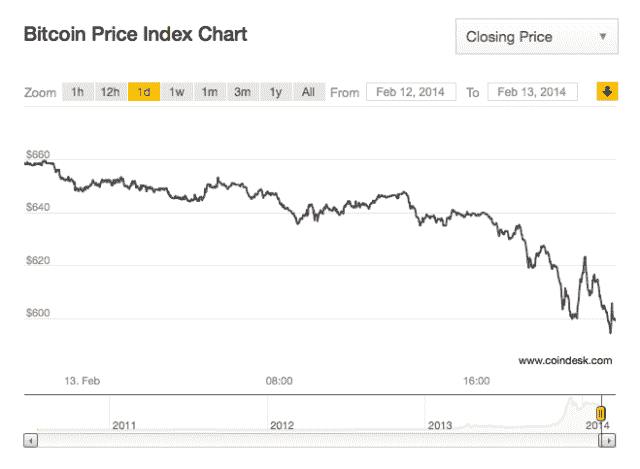 Bitcoin Price Index Chart
Closing Price
Zoom 1h 12h 1d 1w 1m 3m 1y All From Feb 12, 2014 To Feb 13, 2014
$660
$640
$620
$600
www.coindesk.com
13. Feb 08:00 16:00
2011 2012 2013 2014